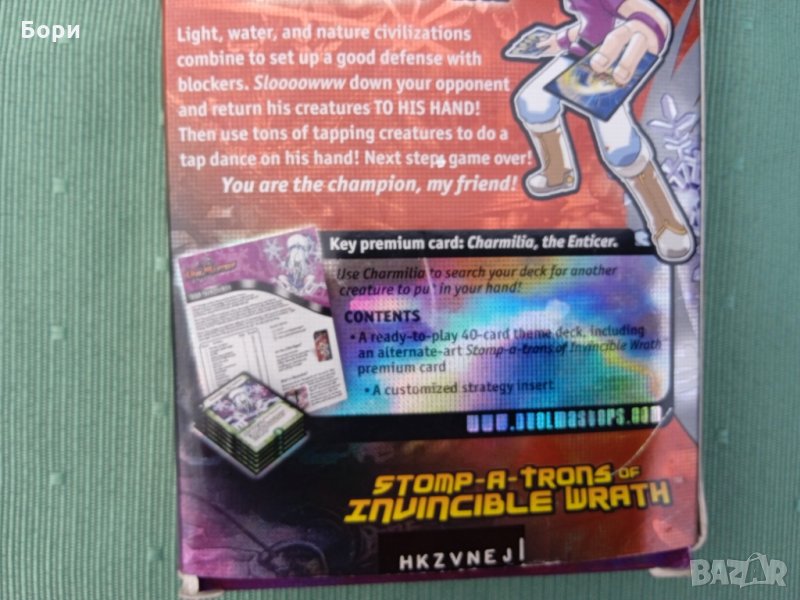 Бори
Light, water, and nature civilizations
combine to set up a good defense with
blockers. Sloooowww down your opponent
and return his creatures TO HIS HAND!
Then use tons of tapping creatures to do a
tap dance on his hand! Next step, game over!
You are the champion, my friend!
Key premium card: Charmilia, the Enticer.
Use Charmilia to search your deck for another
creature to put in your hand!
CONTENTS
• A ready-to-play 40-card theme deck, including
an alternate-art Stomp-a-trons of Invincible Wrath
premium card
• A customized strategy insert
www.duelmasters.com
STOMP-A-TRONS OF
INVINCIBLE WRATH
HKZVNEJ
BAZAR